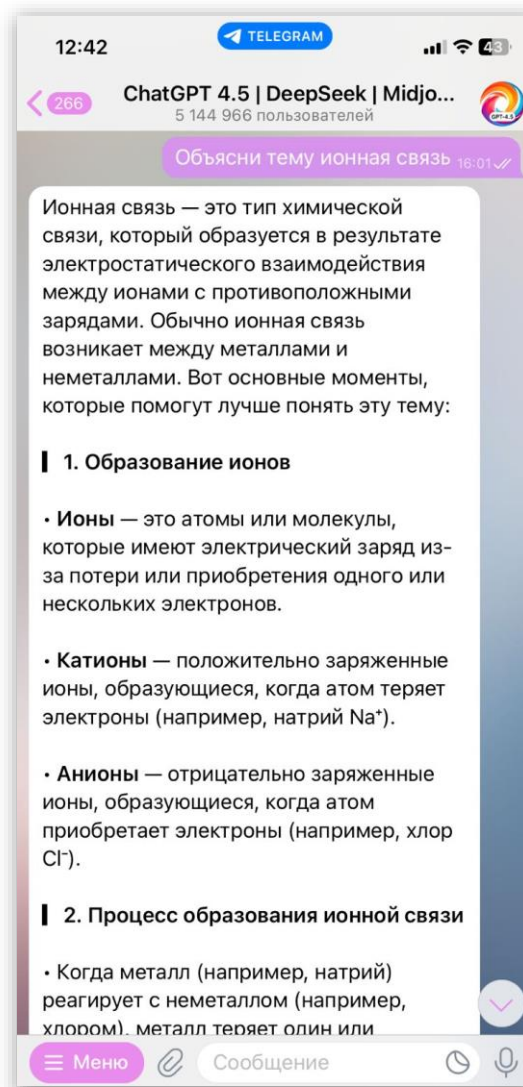 12:42
TELEGRAM
43
266
ChatGPT 4.5 | DeepSeek | Midjo...
5 144 966 пользователей
GPT-4.5
Объясни тему ионная связь 16:01
Ионная связь — это тип химической
связи, который образуется в результате
электростатического взаимодействия
между ионами с противоположными
зарядами. Обычно ионная связь
возникает между металлами и
неметаллами. Вот основные моменты,
которые помогут лучше понять эту тему:
1. Образование ионов
• Ионы — это атомы или молекулы,
которые имеют электрический заряд из-
за потери или приобретения одного или
нескольких электронов.
• Катионы — положительно заряженные
ионы, образующиеся, когда атом теряет
электроны (например, натрий Na⁺).
• Анионы — отрицательно заряженные
ионы, образующиеся, когда атом
приобретает электроны (например, хлор
Cl⁻).
2. Процесс образования ионной связи
• Когда металл (например, натрий)
реагирует с неметаллом (например,
хлором), металл теряет один или
Меню
Сообщение